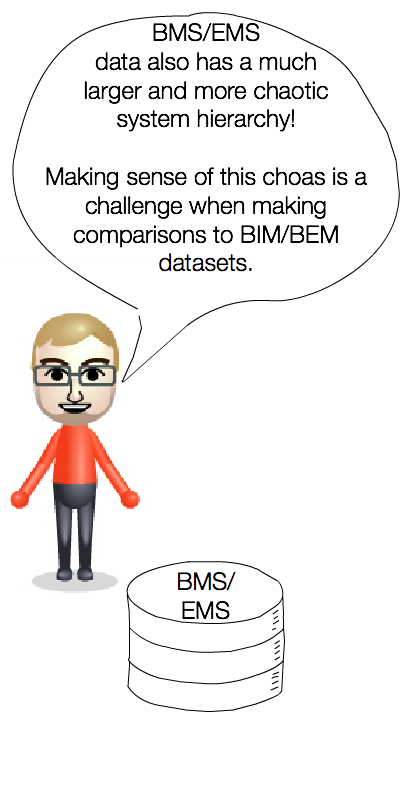 BMS/EMS
data also has a much
larger and more chaotic
system hierarchy!
Making sense of this choas is a
challenge when making
comparisons to BIM/BEM
datasets.
BMS/
EMS